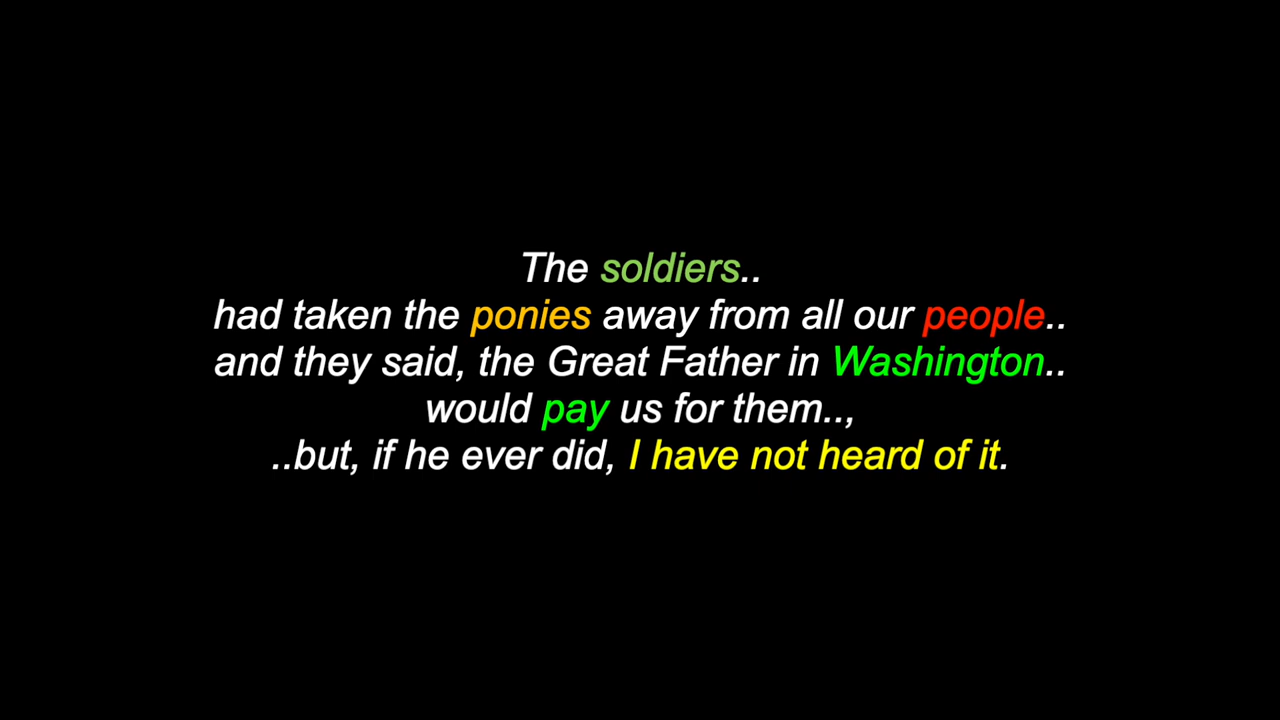 The soldiers..
had taken the ponies away from all our people..
and they said, the Great Father in Washington..
would pay us for them..,
..but, if he ever did, I have not heard of it.